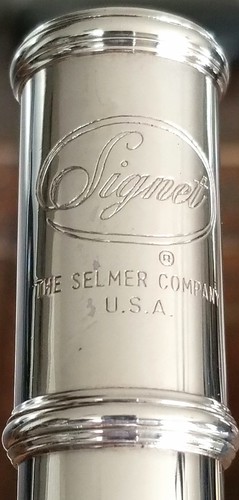 Signet
®
THE SELMER COMPANY
U.S.A.